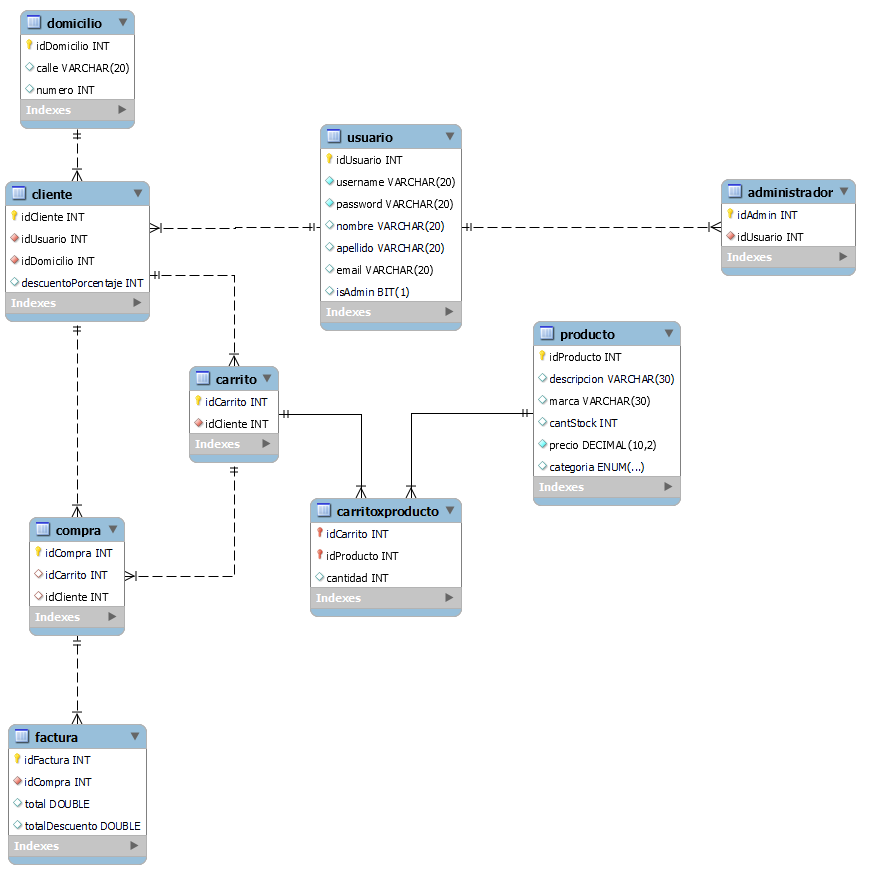 domicilio
idDomicilio INT
calle VARCHAR(20)
numero INT
Indexes
cliente
idCliente INT
idUsuario INT
idDomicilio INT
descuentoPorcentaje INT
Indexes
usuario
idUsuario INT
username VARCHAR(20)
password VARCHAR(20)
nombre VARCHAR(20)
apellido VARCHAR(20)
email VARCHAR(20)
isAdmin BIT(1)
Indexes
administrador
idAdmin INT
idUsuario INT
Indexes
carrito
idCarrito INT
idCliente INT
Indexes
producto
idProducto INT
descripcion VARCHAR(30)
marca VARCHAR(30)
cantStock INT
precio DECIMAL(10,2)
categoria ENUM(...)
Indexes
carritoxproducto
idCarrito INT
idProducto INT
cantidad INT
Indexes
compra
idCompra INT
idCarrito INT
idCliente INT
Indexes
factura
idFactura INT
idCompra INT
total DOUBLE
totalDescuento DOUBLE
Indexes